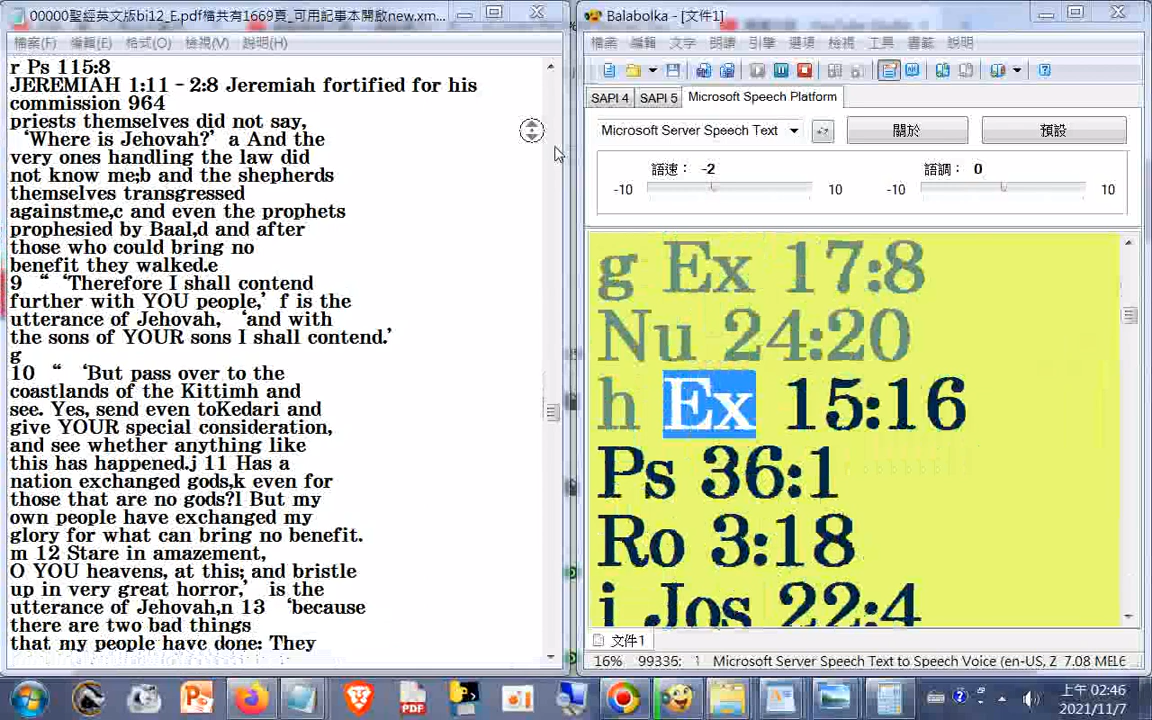 00000聖經英文版bi12_E.pdf檔共有1669頁_可用記事本開啟new.xm...
檔案(F) 編輯(E) 格式(O) 檢視(V) 說明(H)
r Ps 115:8
JEREMIAH 1:11 – 2:8 Jeremiah fortified for his
commission 964
priests themselves did not say,
‘Where is Jehovah?’ a And the
very ones handling the law did
not know me;b and the shepherds
themselves transgressed
againstme,c and even the prophets
prophesied by Baal,d and after
those who could bring no
benefit they walked.e
9 “ ‘Therefore I shall contend
further with YOU people,’ f is the
utterance of Jehovah, ‘and with
the sons of YOUR sons I shall contend.’
g
10 “ ‘But pass over to the
coastlands of the Kittimh and
see. Yes, send even toKedari and
give YOUR special consideration,
and see whether anything like
this has happened.j 11 Has a
nation exchanged gods,k even for
those that are no gods?l But my
own people have exchanged my
glory for what can bring no benefit.
m 12 Stare in amazement,
O YOU heavens, at this; and bristle
up in very great horror,’ is the
utterance of Jehovah,n 13 ‘because
there are two bad things
that my people have done: They
Balabolka - [文件1]
檔案 編輯 文字 朗讀 引擎 選項 檢視 工具 書籤 說明
SAPI 4 SAPI 5 Microsoft Speech Platform
Microsoft Server Speech Text 關於 預設
語速: -2 語調: 0
-10 10 -10 10
g Ex 17:8
Nu 24:20
h Ex 15:16
Ps 36:1
Ro 3:18
i Jos 22:4
文件1
16% 99335: 1 Microsoft Server Speech Text to Speech Voice (en-US, Z 7.08 МБ
上午 02:46
2021/11/7